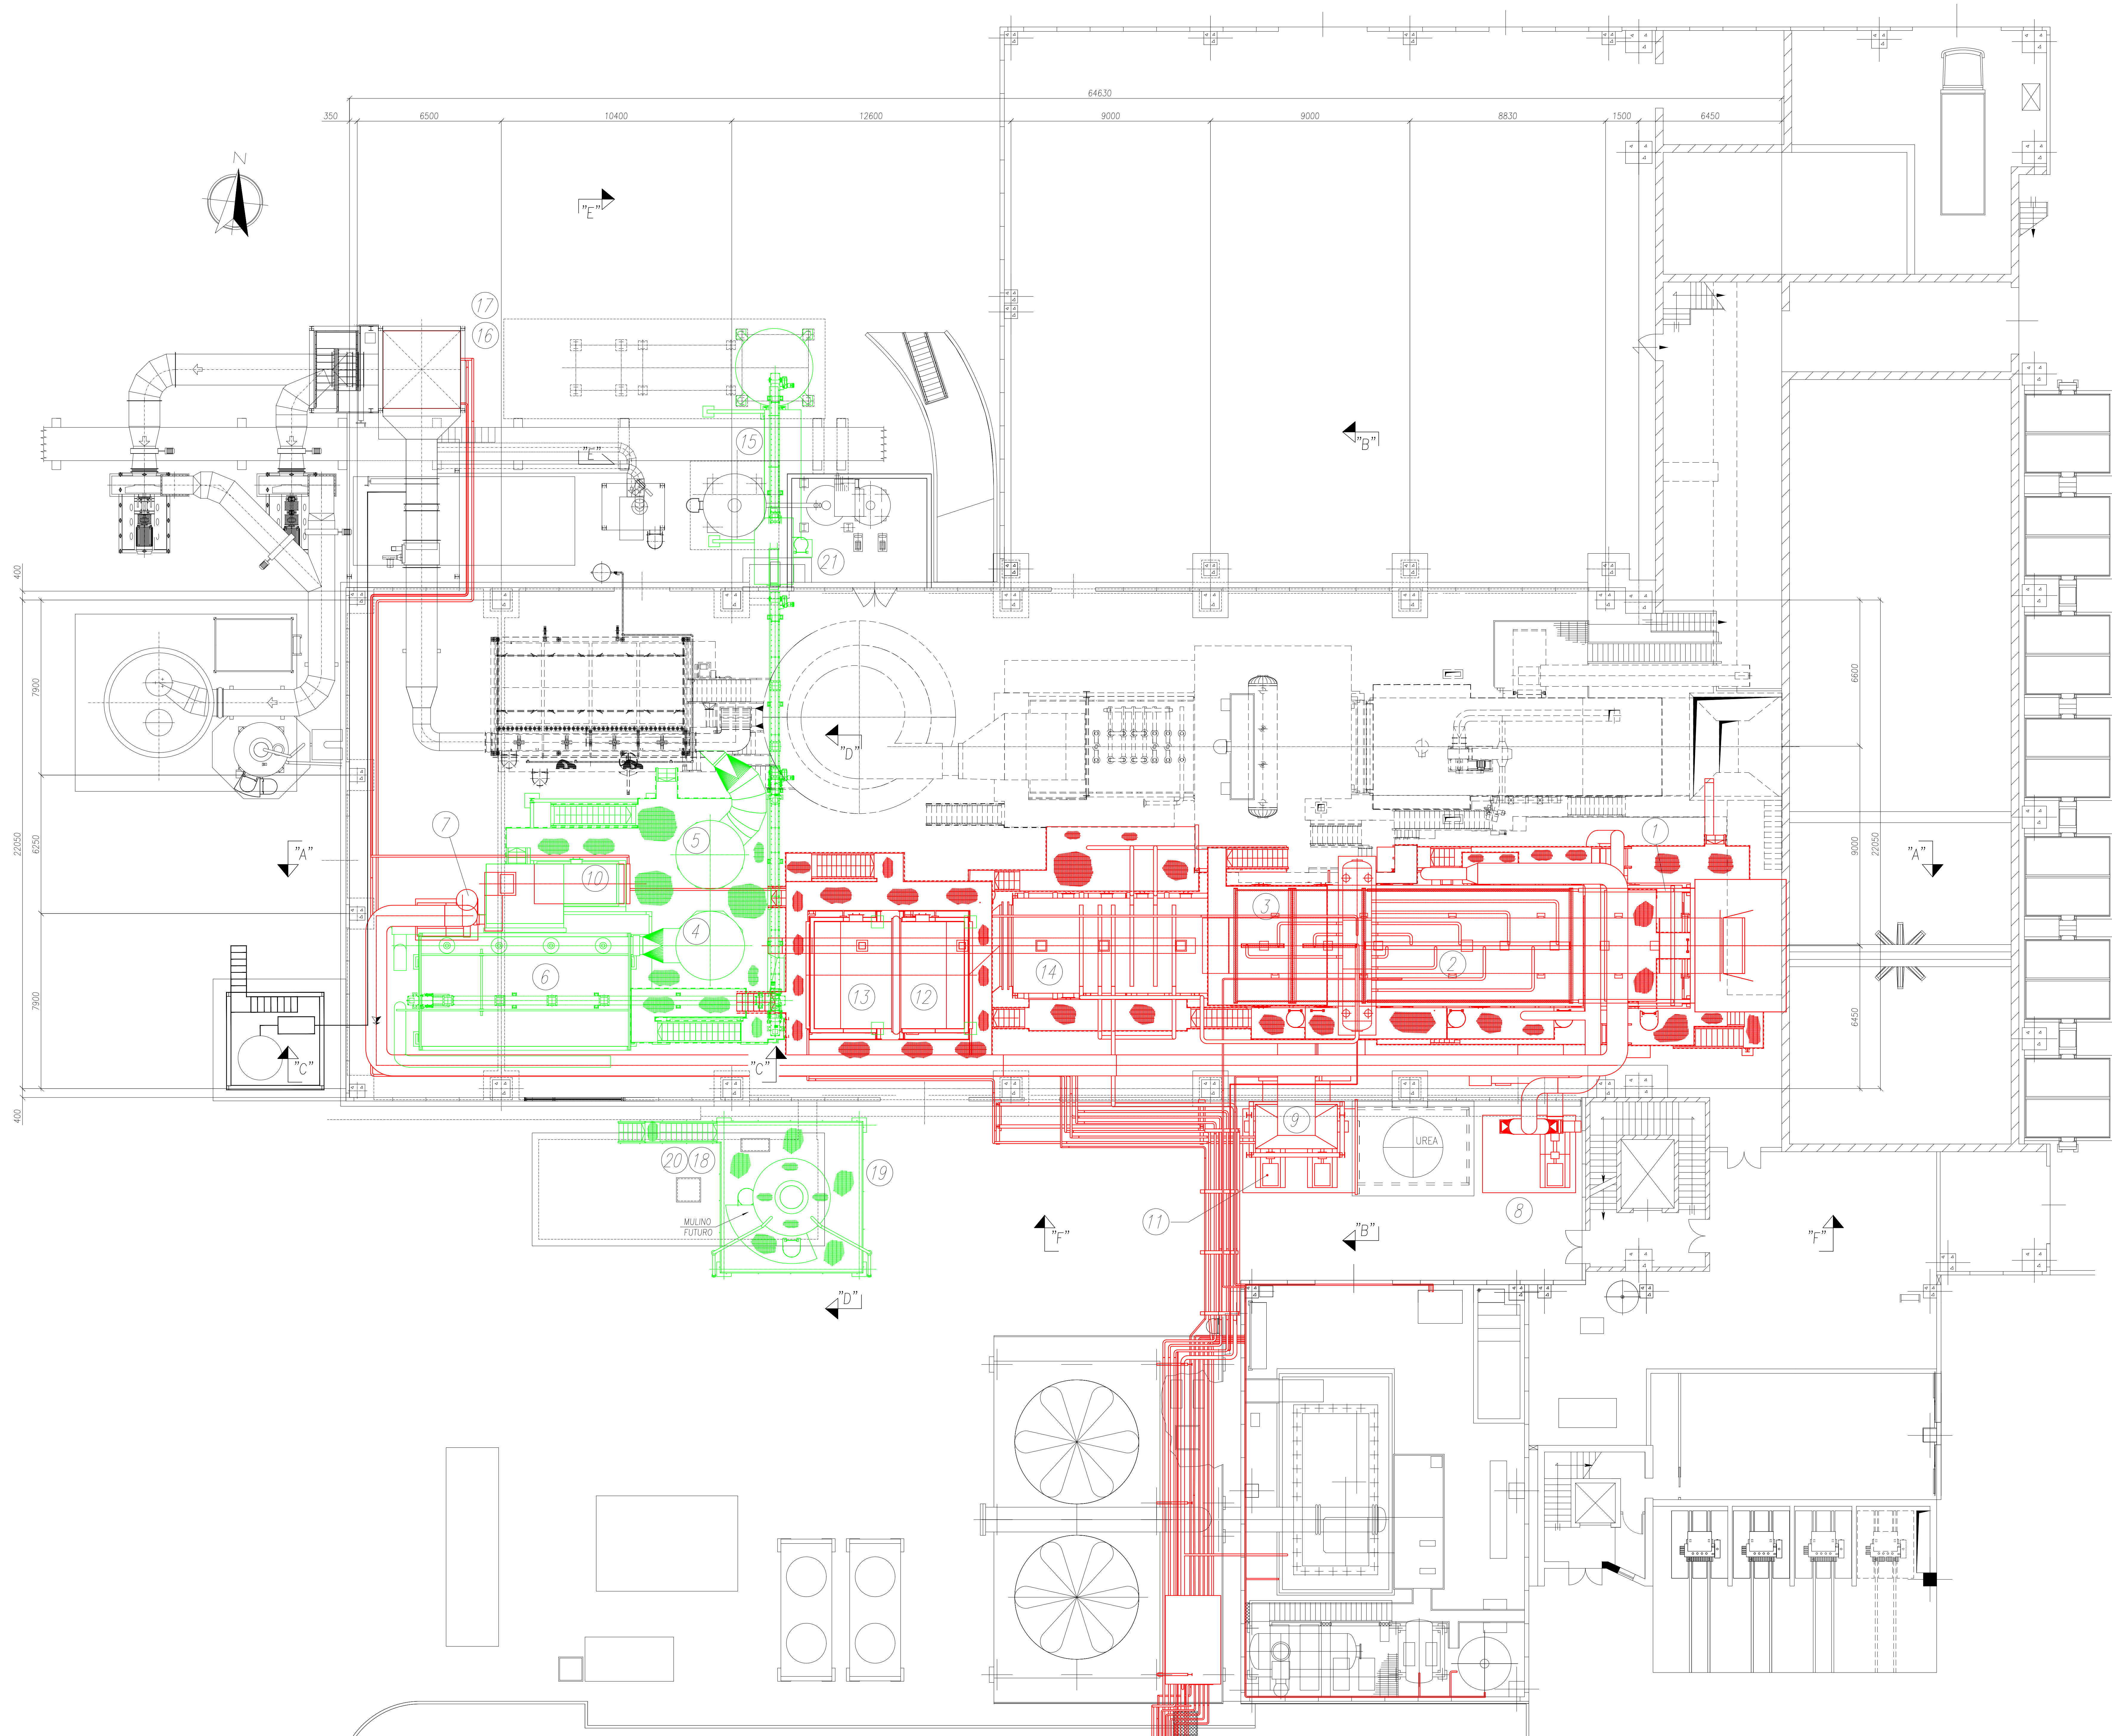 64630
350
6500
10400
12600
9000
9000
8830
1500
6450
N
"E"
17
16
"B"
15
"E"
21
400
7900
6600
"D"
7
5
1
22050
6250
"A"
10
9000
22050
"A"
3
4
6
2
13
12
14
7900
6450
"C"
"C"
400
9
UREA
20
18
19
MULINO
FUTURO
11
8
"F"
"B"
"F"
"D"